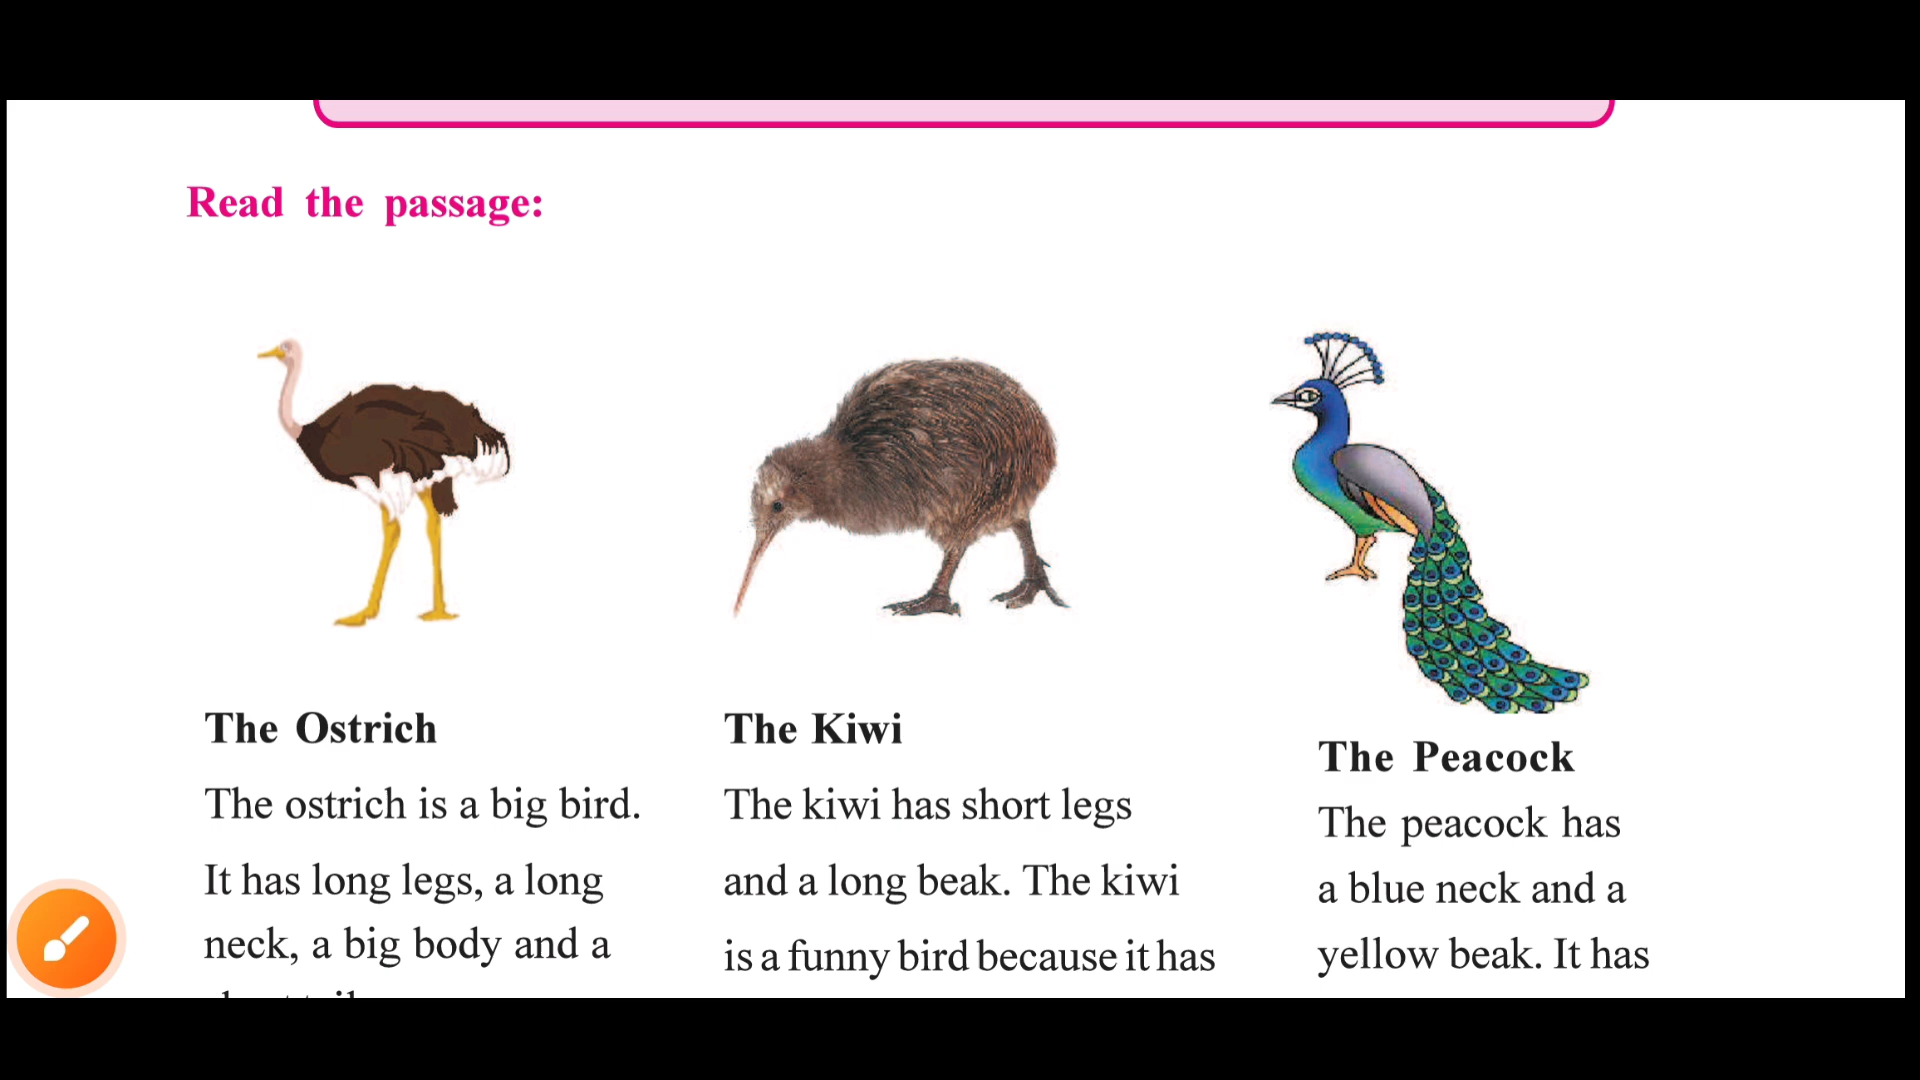 Read the passage:
The Ostrich
The ostrich is a big bird.
It has long legs, a long
neck, a big body and a
The Kiwi
The kiwi has short legs
and a long beak. The kiwi
is a funny bird because it has
The Peacock
The peacock has
a blue neck and a
yellow beak. It has